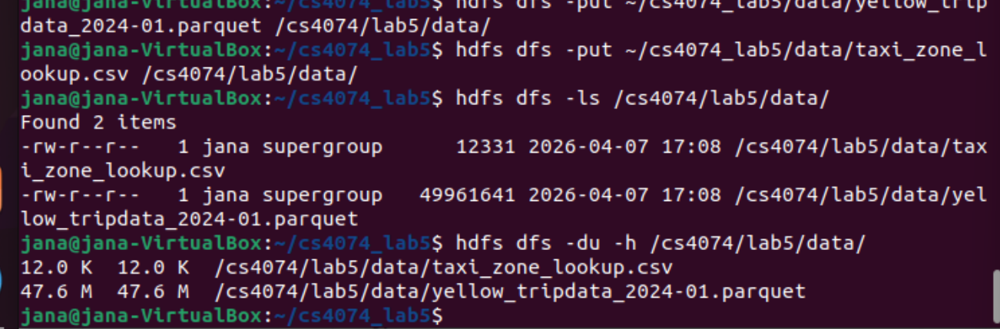 jana@jana-VirtualBox:~/cs4074_lab5$ hdfs dfs -put ~/cs4074_lab5/data/yellow_trip
data_2024-01.parquet /cs4074/lab5/data/
jana@jana-VirtualBox:~/cs4074_lab5$ hdfs dfs -put ~/cs4074_lab5/data/taxi_zone_l
ookup.csv /cs4074/lab5/data/
jana@jana-VirtualBox:~/cs4074_lab5$ hdfs dfs -ls /cs4074/lab5/data/
Found 2 items
-rw-r--r--   1 jana supergroup      12331 2026-04-07 17:08 /cs4074/lab5/data/tax
i_zone_lookup.csv
-rw-r--r--   1 jana supergroup   49961641 2026-04-07 17:08 /cs4074/lab5/data/yel
low_tripdata_2024-01.parquet
jana@jana-VirtualBox:~/cs4074_lab5$ hdfs dfs -du -h /cs4074/lab5/data/
12.0 K  12.0 K  /cs4074/lab5/data/taxi_zone_lookup.csv
47.6 M  47.6 M  /cs4074/lab5/data/yellow_tripdata_2024-01.parquet
jana@jana-VirtualBox:~/cs4074_lab5$